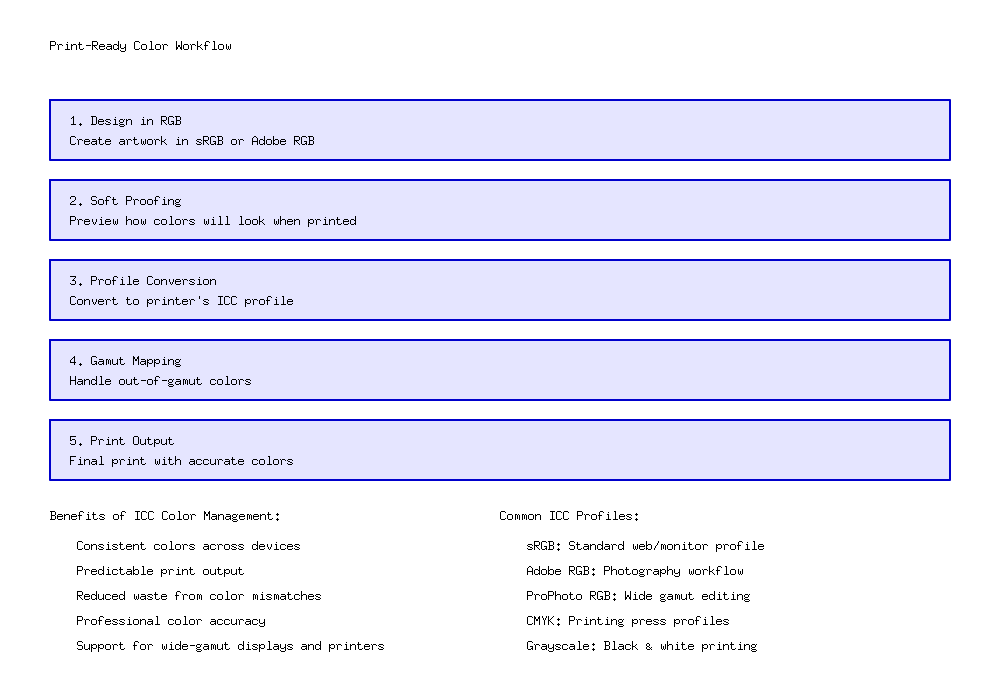 Print-Ready Color Workflow
1. Design in RGB
Create artwork in sRGB or Adobe RGB
2. Soft Proofing
Preview how colors will look when printed
3. Profile Conversion
Convert to printer's ICC profile
4. Gamut Mapping
Handle out-of-gamut colors
5. Print Output
Final print with accurate colors
Benefits of ICC Color Management:
Consistent colors across devices
Predictable print output
Reduced waste from color mismatches
Professional color accuracy
Support for wide-gamut displays and printers
Common ICC Profiles:
sRGB: Standard web/monitor profile
Adobe RGB: Photography workflow
ProPhoto RGB: Wide gamut editing
CMYK: Printing press profiles
Grayscale: Black & white printing